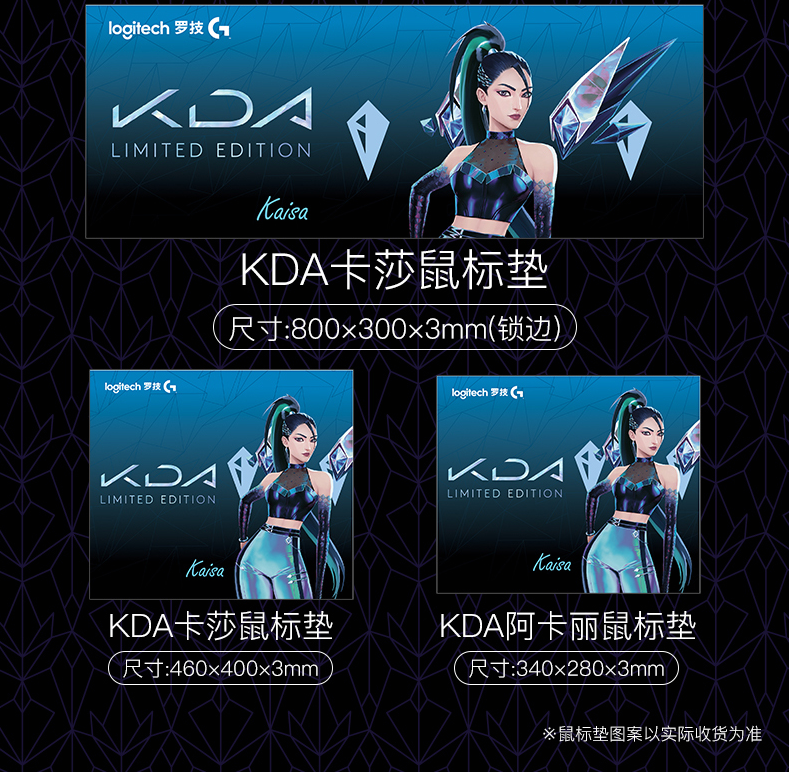 logitech 罗技 G
KDA
LIMITED EDITION
Kaisa
KDA卡莎鼠标垫
尺寸:800×300×3mm(锁边)
logitech 罗技 G
KDA
LIMITED EDITION
Kaisa
KDA卡莎鼠标垫
尺寸:460×400×3mm
logitech 罗技 G
KDA
LIMITED EDITION
Kaisa
KDA阿卡丽鼠标垫
尺寸:340×280×3mm
※鼠标垫图案以实际收货为准